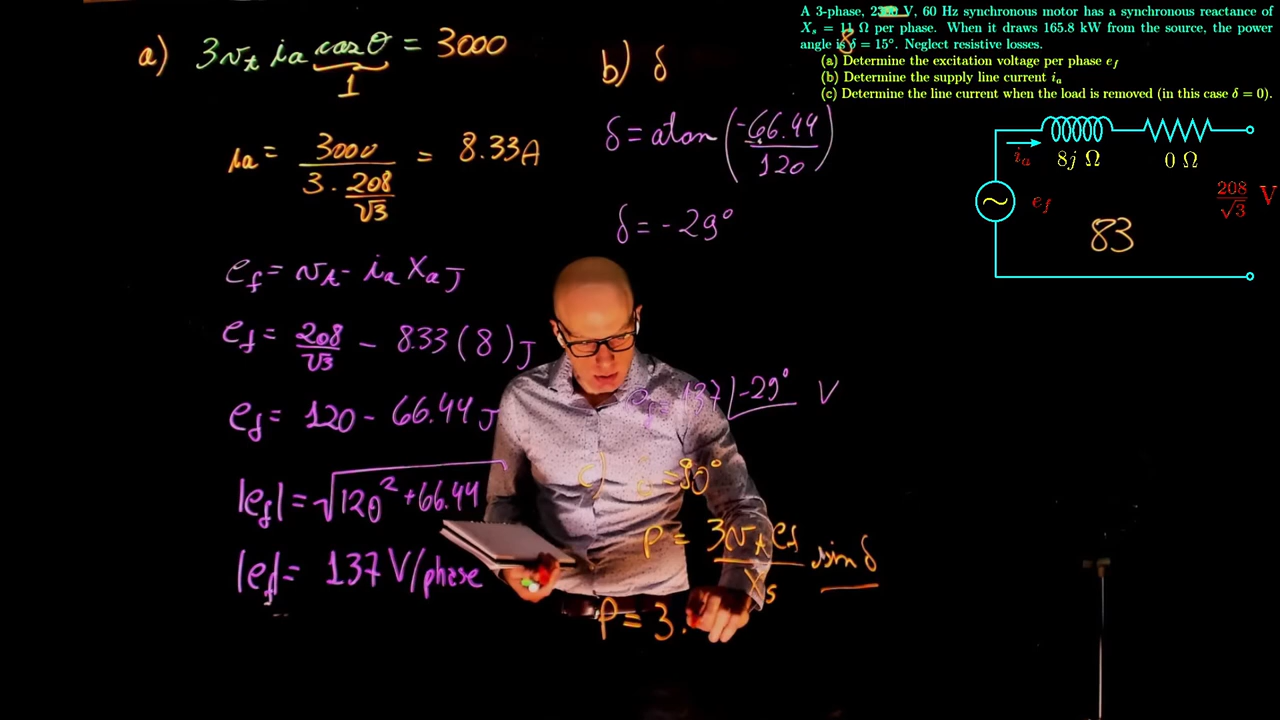 A 3-phase, 2300 V, 60 Hz synchronous motor has a synchronous reactance of
Xs = 11 Ω per phase. When it draws 165.8 kW from the source, the power
angle is δ = 15°. Neglect resistive losses.
8
(a) Determine the excitation voltage per phase ef
(b) Determine the supply line current ia
(c) Determine the line current when the load is removed (in this case δ = 0).
a) 3vt ia cosθ = 3000
1
ia = 3000 / (3 · 208/√3) = 8.33A
ef = vt - ia Xa J
ef = 208/√3 - 8.33 (8) J
ef = 120 - 66.44 J
|ef| = √120² + 66.44
|ef| = 137 V/phase
b) δ
δ = atan (-66.44 / 120)
δ = -29°
137 |-29° V
c) = 90°
P = 3vt ef / Xs sin δ
P = 3.
ia
8j Ω
0 Ω
ef
208/√3 V
83